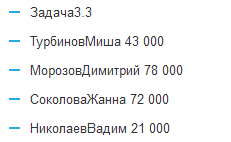 Задача3.3
ТурбиновМиша 43 000
МорозовДимитрий 78 000
СоколоваЖанна 72 000
НиколаевВадим 21 000